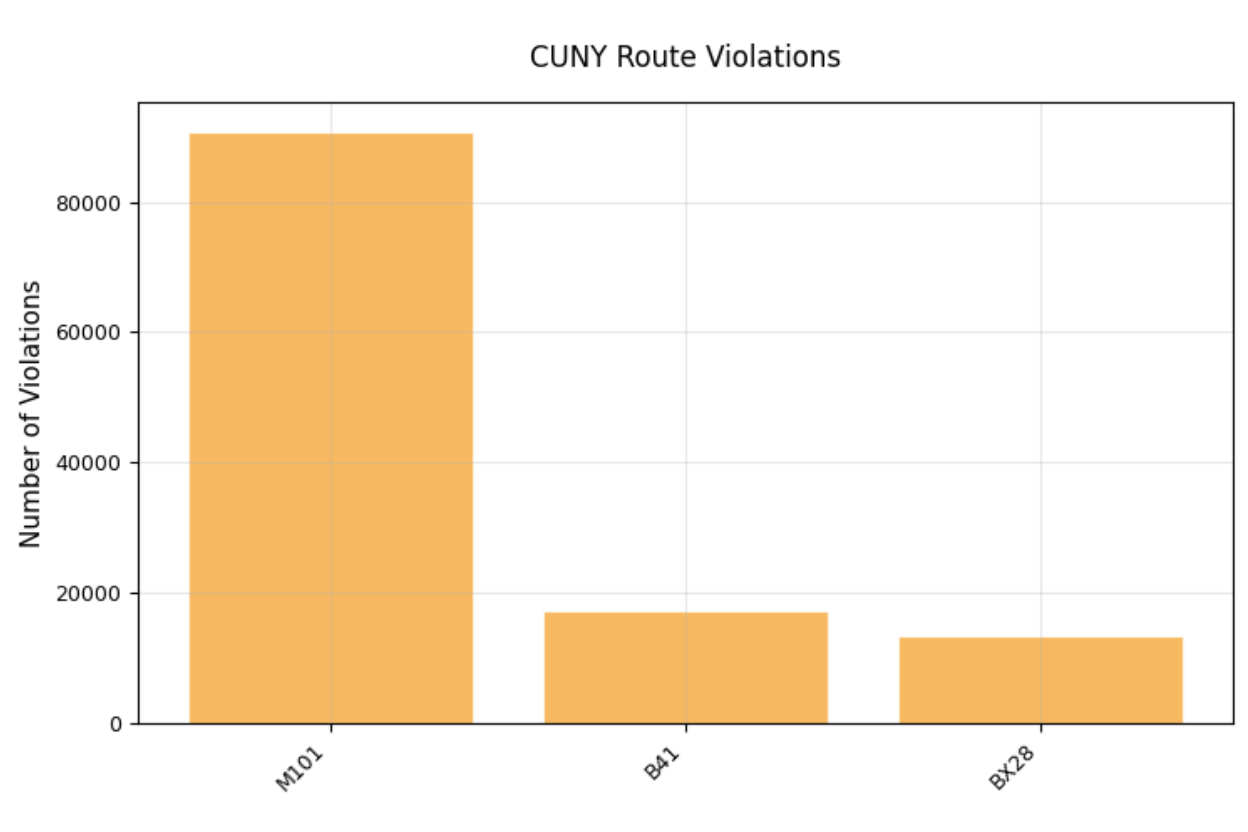 CUNY Route Violations
Number of Violations
80000
60000
40000
20000
0
M101
B41
BX28